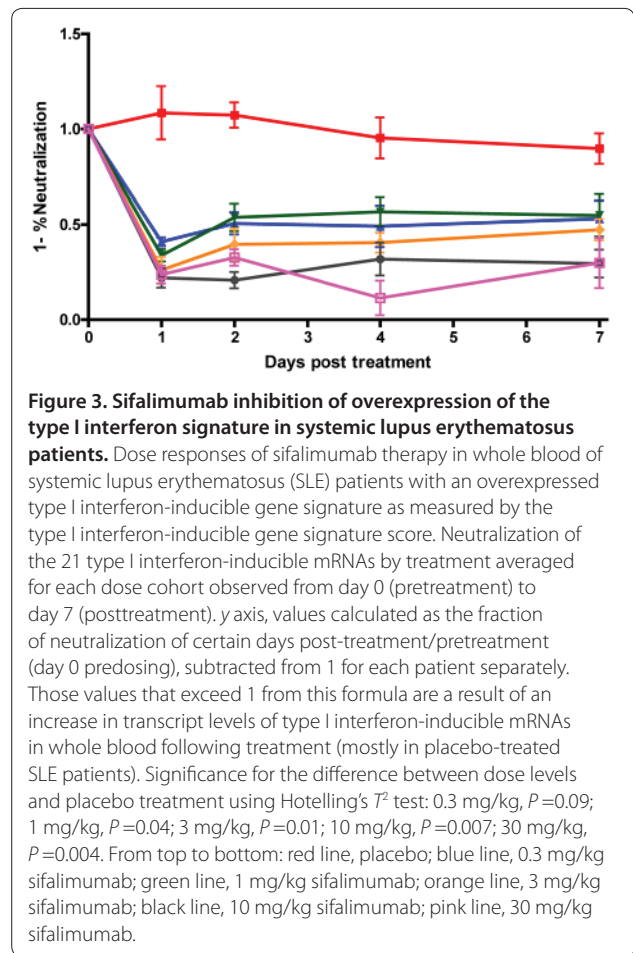 1.5
1.0
0.5
0.0
1- % Neutralization
0 1 2 3 4 5 6 7
Days post treatment
Figure 3. Sifalimumab inhibition of overexpression of the
type I interferon signature in systemic lupus erythematosus
patients. Dose responses of sifalimumab therapy in whole blood of
systemic lupus erythematosus (SLE) patients with an overexpressed
type I interferon-inducible gene signature as measured by the
type I interferon-inducible gene signature score. Neutralization of
the 21 type I interferon-inducible mRNAs by treatment averaged
for each dose cohort observed from day 0 (pretreatment) to
day 7 (posttreatment). y axis, values calculated as the fraction
of neutralization of certain days post-treatment/pretreatment
(day 0 predosing), subtracted from 1 for each patient separately.
Those values that exceed 1 from this formula are a result of an
increase in transcript levels of type I interferon-inducible mRNAs
in whole blood following treatment (mostly in placebo-treated
SLE patients). Significance for the difference between dose levels
and placebo treatment using Hotelling's T² test: 0.3 mg/kg, P=0.09;
1 mg/kg, P=0.04; 3 mg/kg, P=0.01; 10 mg/kg, P=0.007; 30 mg/kg,
P=0.004. From top to bottom: red line, placebo; blue line, 0.3 mg/kg
sifalimumab; green line, 1 mg/kg sifalimumab; orange line, 3 mg/kg
sifalimumab; black line, 10 mg/kg sifalimumab; pink line, 30 mg/kg
sifalimumab.